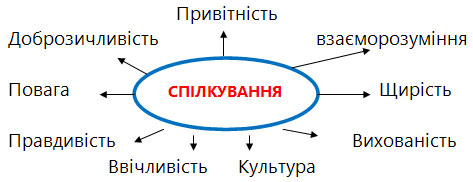 Привітність
Доброзичливість
взаєморозуміння
Повага
СПІЛКУВАННЯ
Щирість
Правдивість
Вихованість
Ввічливість
Культура